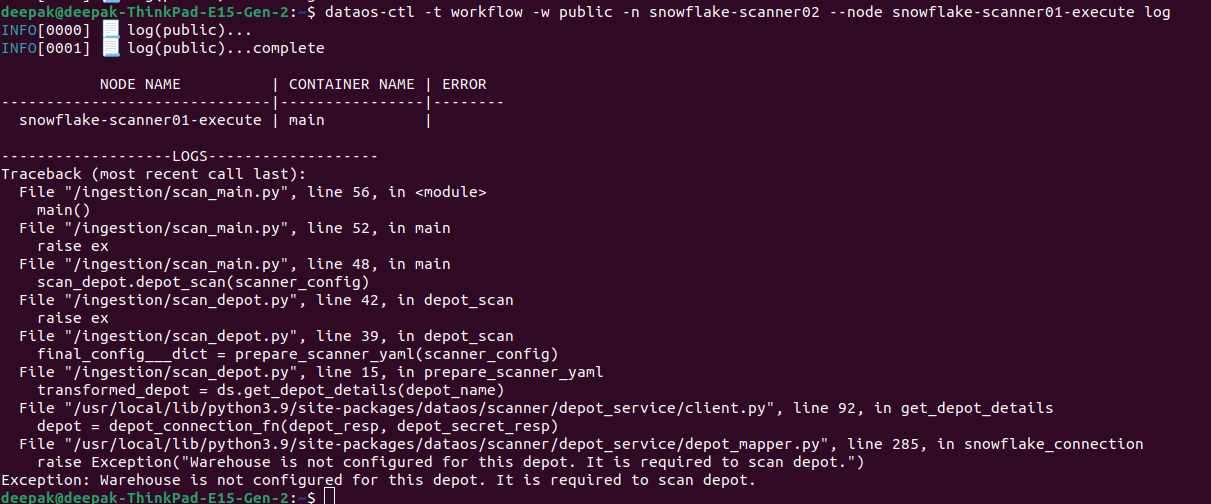 deepak@deepak-ThinkPad-E15-Gen-2:~$ dataos-ctl -t workflow -w public -n snowflake-scanner02 --node snowflake-scanner01-execute log
INFO[0000] 📃 log(public)...
INFO[0001] 📃 log(public)...complete

          NODE NAME          | CONTAINER NAME | ERROR
-----------------------------|----------------|--------
  snowflake-scanner01-execute | main           |

-------------------LOGS-------------------
Traceback (most recent call last):
  File "/ingestion/scan_main.py", line 56, in <module>
    main()
  File "/ingestion/scan_main.py", line 52, in main
    raise ex
  File "/ingestion/scan_main.py", line 48, in main
    scan_depot.depot_scan(scanner_config)
  File "/ingestion/scan_depot.py", line 42, in depot_scan
    raise ex
  File "/ingestion/scan_depot.py", line 39, in depot_scan
    final_config___dict = prepare_scanner_yaml(scanner_config)
  File "/ingestion/scan_depot.py", line 15, in prepare_scanner_yaml
    transformed_depot = ds.get_depot_details(depot_name)
  File "/usr/local/lib/python3.9/site-packages/dataos/scanner/depot_service/client.py", line 92, in get_depot_details
    depot = depot_connection_fn(depot_resp, depot_secret_resp)
  File "/usr/local/lib/python3.9/site-packages/dataos/scanner/depot_service/depot_mapper.py", line 285, in snowflake_connection
    raise Exception("Warehouse is not configured for this depot. It is required to scan depot.")
Exception: Warehouse is not configured for this depot. It is required to scan depot.
deepak@deepak-ThinkPad-E15-Gen-2:~$